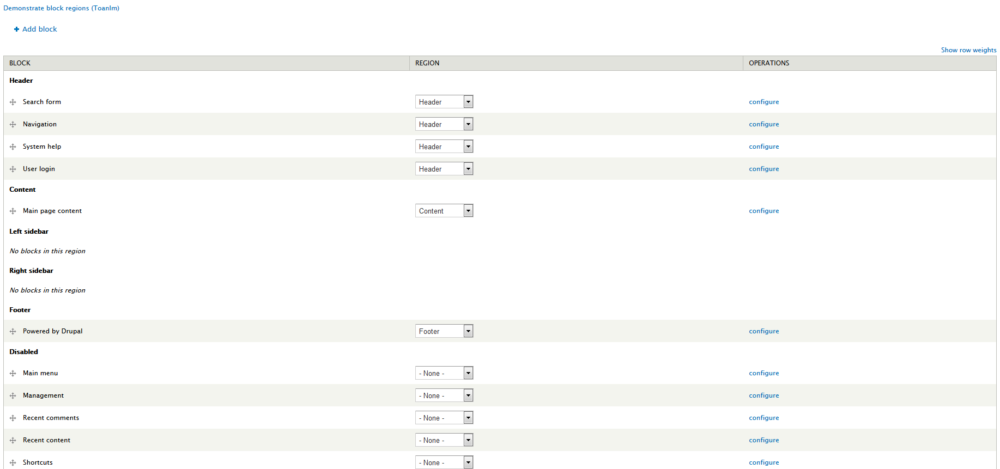 Demonstrate block regions (Toanlm)
Add block
Show row weights
BLOCK REGION OPERATIONS
Header
Search form Header configure
Navigation Header configure
System help Header configure
User login Header configure
Content
Main page content Content configure
Left sidebar
No blocks in this region
Right sidebar
No blocks in this region
Footer
Powered by Drupal Footer configure
Disabled
Main menu - None - configure
Management - None - configure
Recent comments - None - configure
Recent content - None - configure
Shortcuts - None - configure